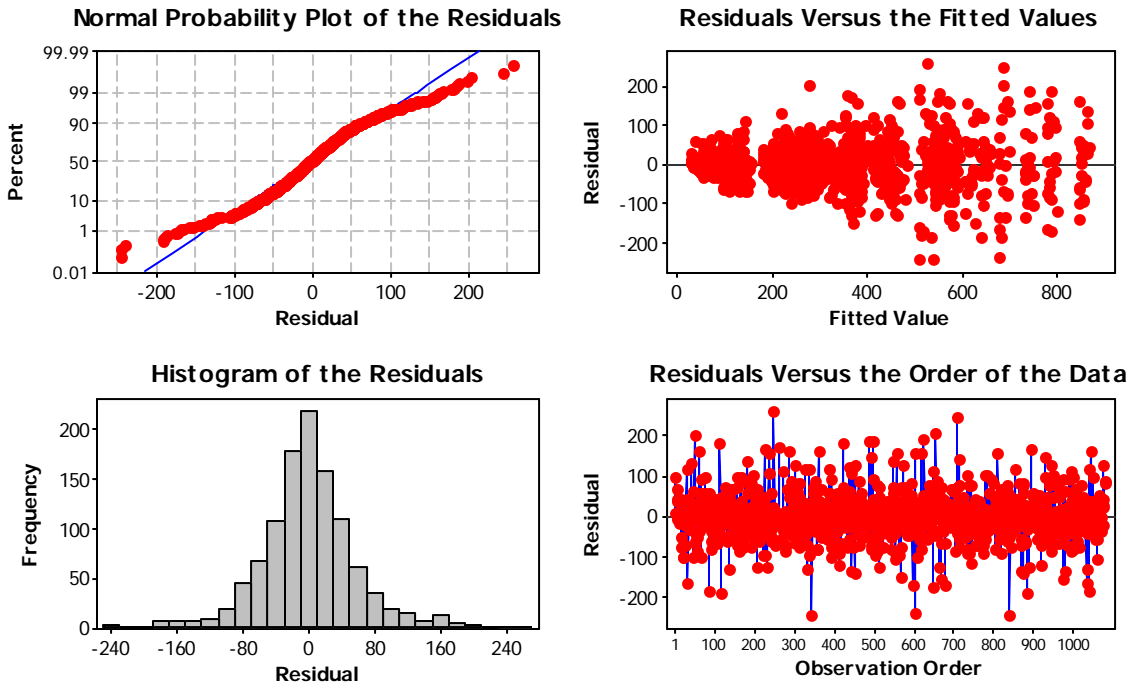 Normal Probability Plot of the Residuals
99.99
99
90
50
10
1
0.01
Percent
-200 -100 0 100 200
Residual
Residuals Versus the Fitted Values
200
100
0
-100
-200
Residual
0 200 400 600 800
Fitted Value
Histogram of the Residuals
200
150
100
50
0
Frequency
-240 -160 -80 0 80 160 240
Residual
Residuals Versus the Order of the Data
200
100
0
-100
-200
Residual
1 100 200 300 400 500 600 700 800 900 1000
Observation Order